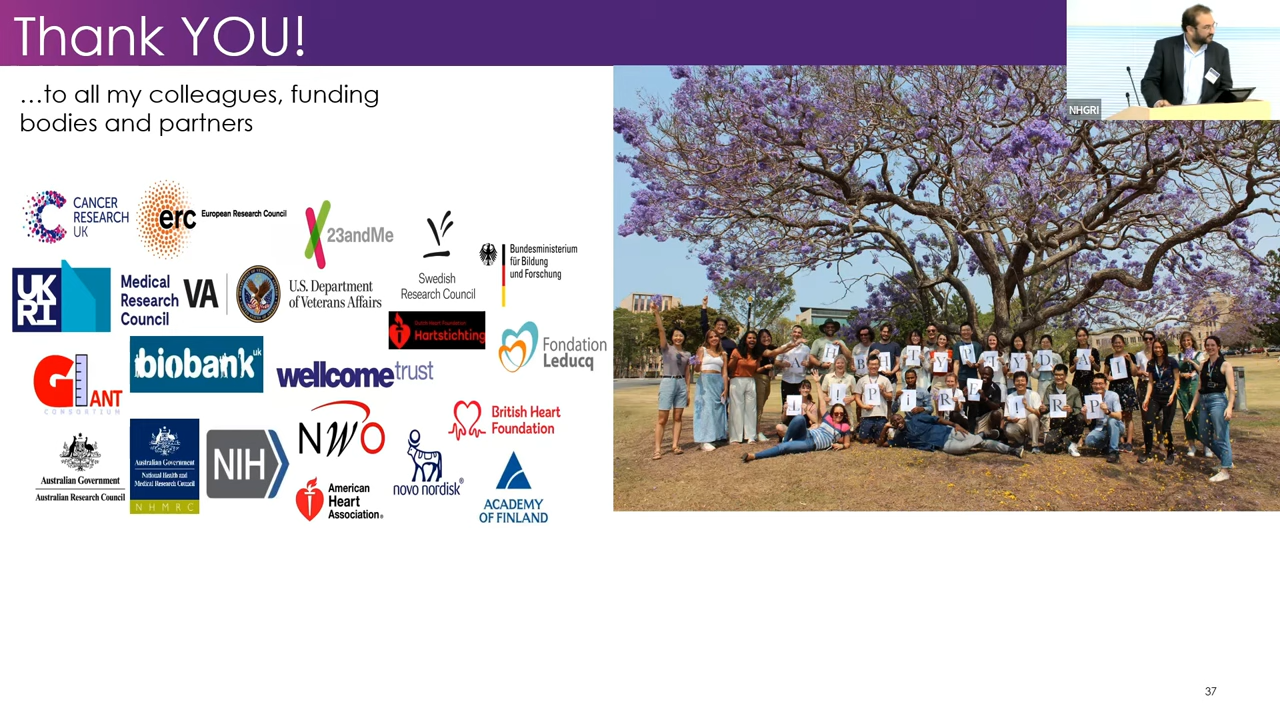 Thank YOU!
...to all my colleagues, funding
bodies and partners
NHGRI
CANCER
RESEARCH
UK
erc European Research Council
23andMe
Swedish
Research Council
Bundesministerium
für Bildung
und Forschung
UK
RI
Medical
Research
Council
VA
U.S. Department
of Veterans Affairs
Hartstichting
Fondation
Leducq
GIANT
CONSORTIUM
biobank uk
wellcometrust
British Heart
Foundation
NWO
Australian Government
Australian Research Council
Australian Government
National Health and
Medical Research Council
NHMRC
NIH
American
Heart
Association®
novo nordisk®
ACADEMY
OF FINLAND
37